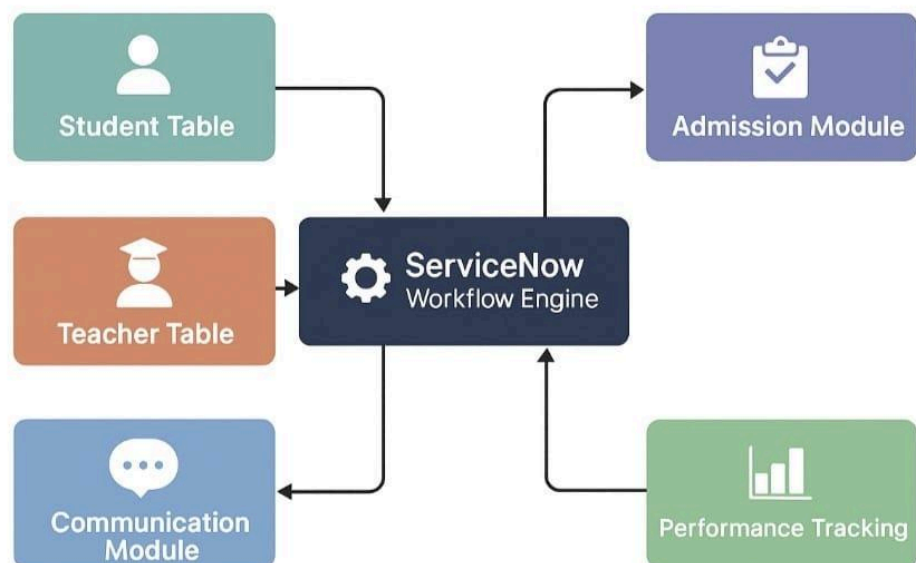 Student Table
Admission Module
ServiceNow
Workflow Engine
Teacher Table
Communication
Module
Performance Tracking